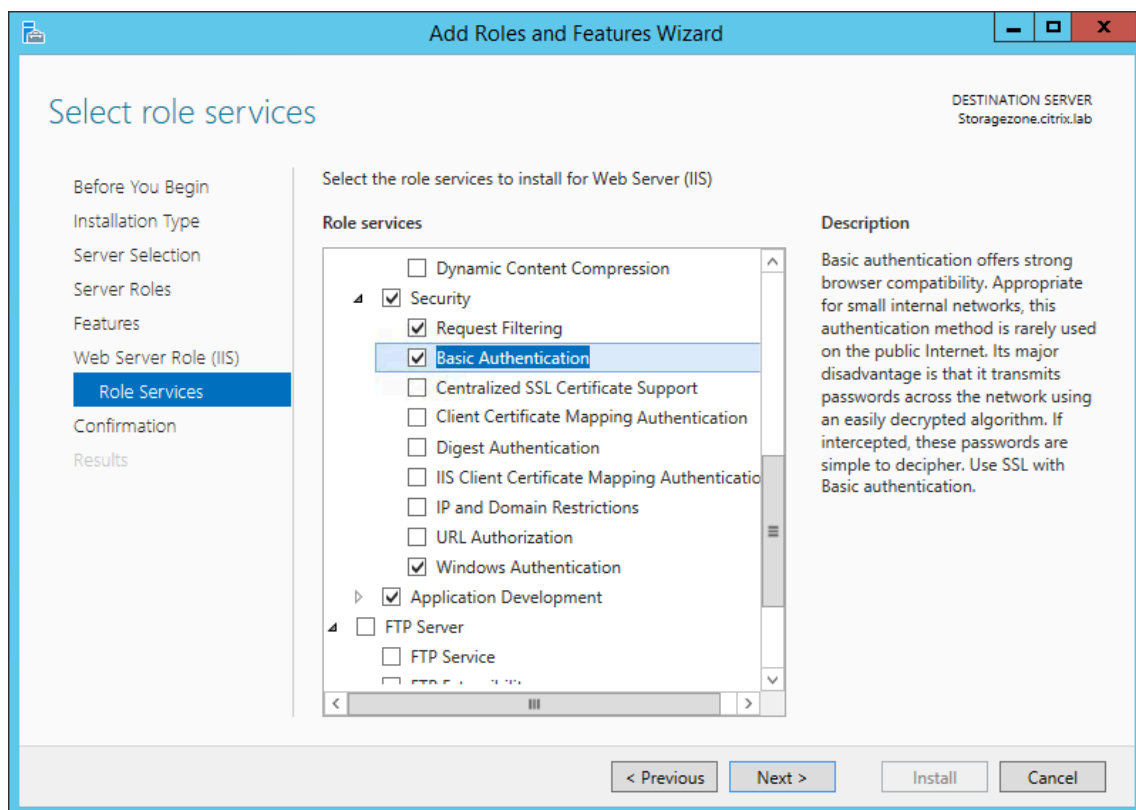 Add Roles and Features Wizard
Select role services
DESTINATION SERVER
Storagezone.citrix.lab
Before You Begin
Installation Type
Server Selection
Server Roles
Features
Web Server Role (IIS)
Role Services
Confirmation
Results
Select the role services to install for Web Server (IIS)
Role services
Dynamic Content Compression
Security
Request Filtering
Basic Authentication
Centralized SSL Certificate Support
Client Certificate Mapping Authentication
Digest Authentication
IIS Client Certificate Mapping Authenticatio
IP and Domain Restrictions
URL Authorization
Windows Authentication
Application Development
FTP Server
FTP Service
Description
Basic authentication offers strong
browser compatibility. Appropriate
for small internal networks, this
authentication method is rarely used
on the public Internet. Its major
disadvantage is that it transmits
passwords across the network using
an easily decrypted algorithm. If
intercepted, these passwords are
simple to decipher. Use SSL with
Basic authentication.
< Previous
Next >
Install
Cancel